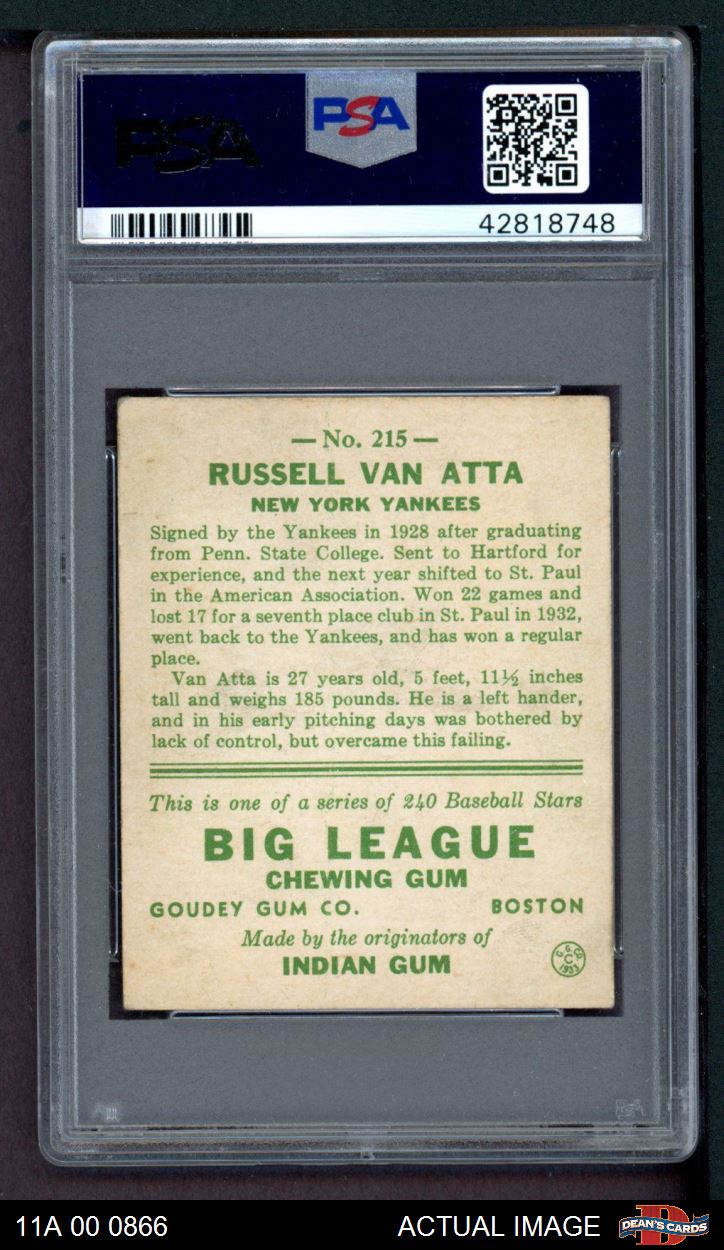 PSA
PSA
42818748
— No. 215 —
RUSSELL VAN ATTA
NEW YORK YANKEES
Signed by the Yankees in 1928 after graduating
from Penn. State College. Sent to Hartford for
experience, and the next year shifted to St. Paul
in the American Association. Won 22 games and
lost 17 for a seventh place club in St. Paul in 1932,
went back to the Yankees, and has won a regular
place.
Van Atta is 27 years old, 5 feet, 11½ inches
tall and weighs 185 pounds. He is a left hander,
and in his early pitching days was bothered by
lack of control, but overcame this failing.
This is one of a series of 240 Baseball Stars
BIG LEAGUE
CHEWING GUM
GOUDEY GUM CO. BOSTON
Made by the originators of
INDIAN GUM
G. G. CO.
C
1933
PSA
11A 00 0866 ACTUAL IMAGE DEAN'S CARDS